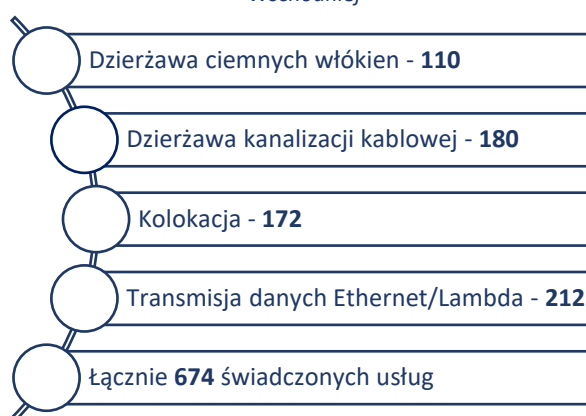 Wschodniej
Dzierżawa ciemnych włókien - 110
Dzierżawa kanalizacji kablowej - 180
Kolokacja - 172
Transmisja danych Ethernet/Lambda - 212
Łącznie 674 świadczonych usług